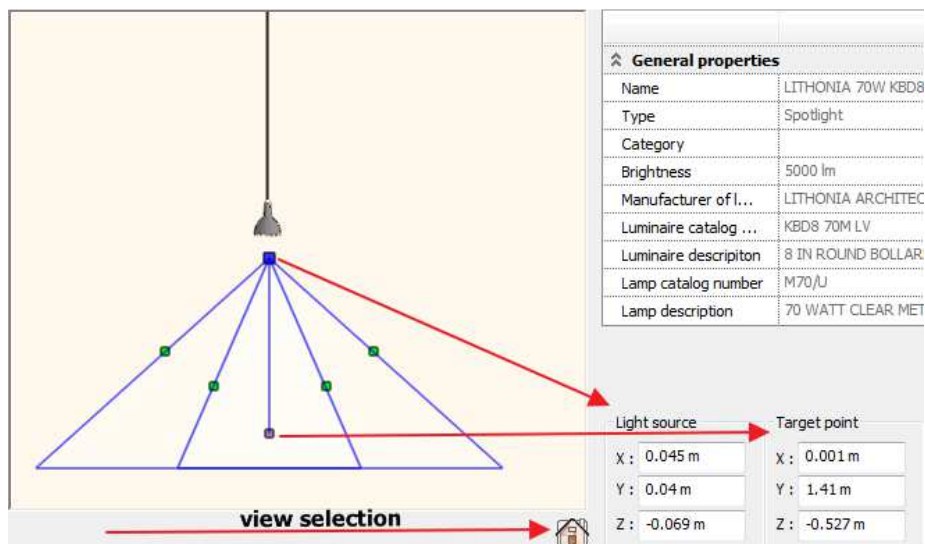 General properties
Name LITHONIA 70W KBD8
Type Spotlight
Category
Brightness 5000 lm
Manufacturer of l... LITHONIA ARCHITEC
Luminaire catalog ... KBD8 70M LV
Luminaire descripiton 8 IN ROUND BOLLAR
Lamp catalog number M70/U
Lamp description 70 WATT CLEAR MET
Light source Target point
X: 0.045 m X: 0.001 m
Y: 0.04 m Y: 1.41 m
Z: -0.069 m Z: -0.527 m
view selection